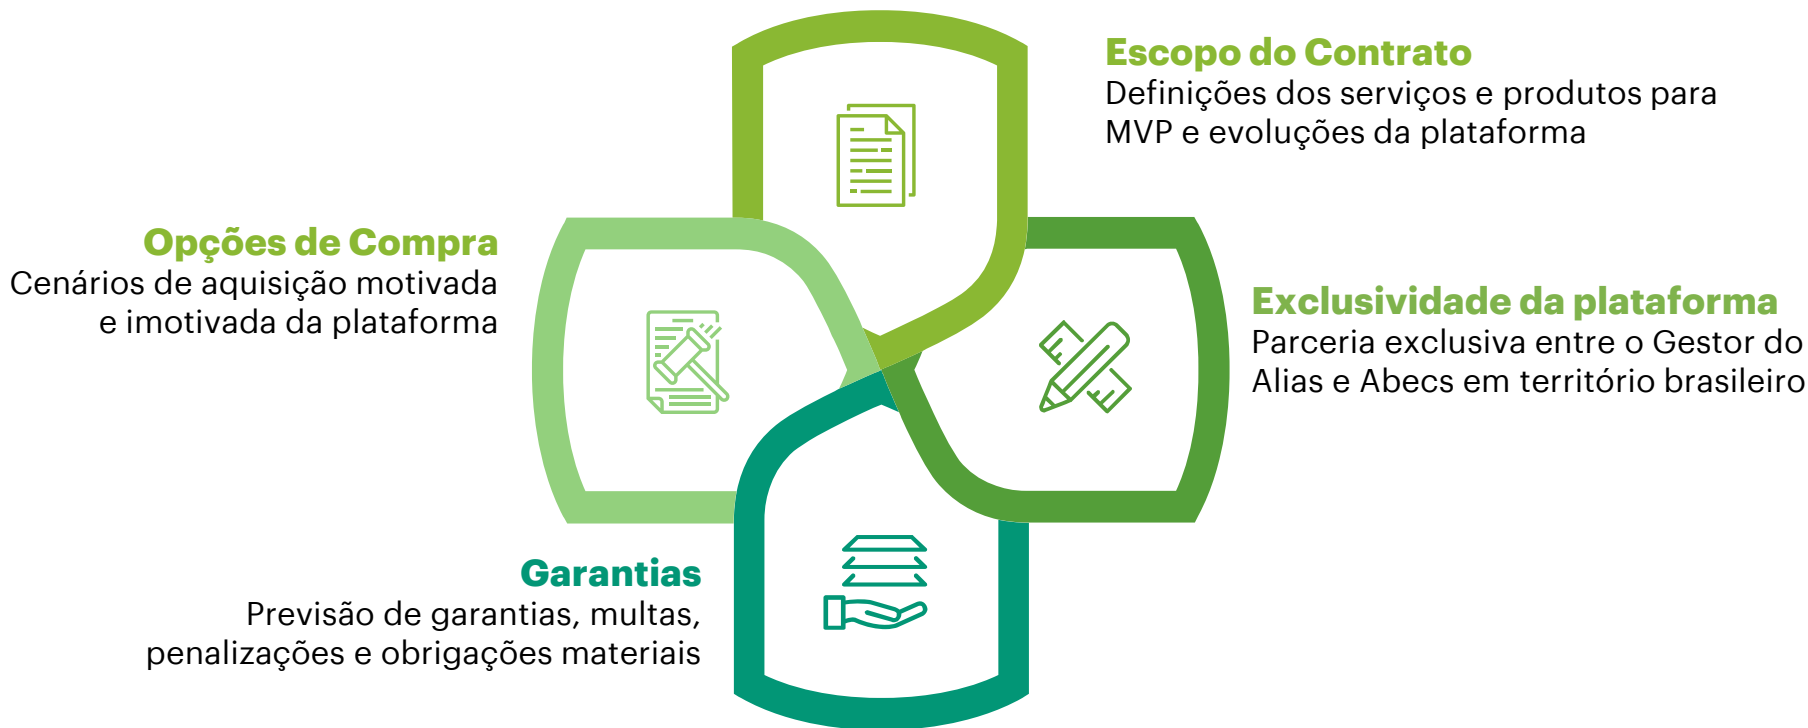 Escopo do Contrato
Definições dos serviços e produtos para
MVP e evoluções da plataforma
Opções de Compra
Cenários de aquisição motivada
e imotivada da plataforma
Exclusividade da plataforma
Parceria exclusiva entre o Gestor do
Alias e Abecs em território brasileiro
Garantias
Previsão de garantias, multas,
penalizações e obrigações materiais